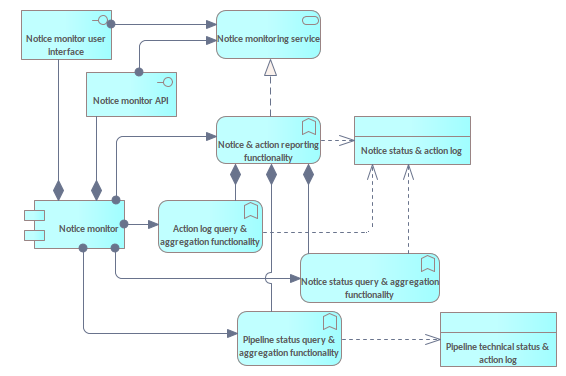 Notice monitor user
interface
Notice monitoring service
Notice monitor API
Notice & action reporting
functionality
Notice status & action log
Notice monitor
Action log query &
aggregation functionality
Notice status query & aggregation
functionality
Pipeline status query &
aggregation functionality
Pipeline technical status &
action log